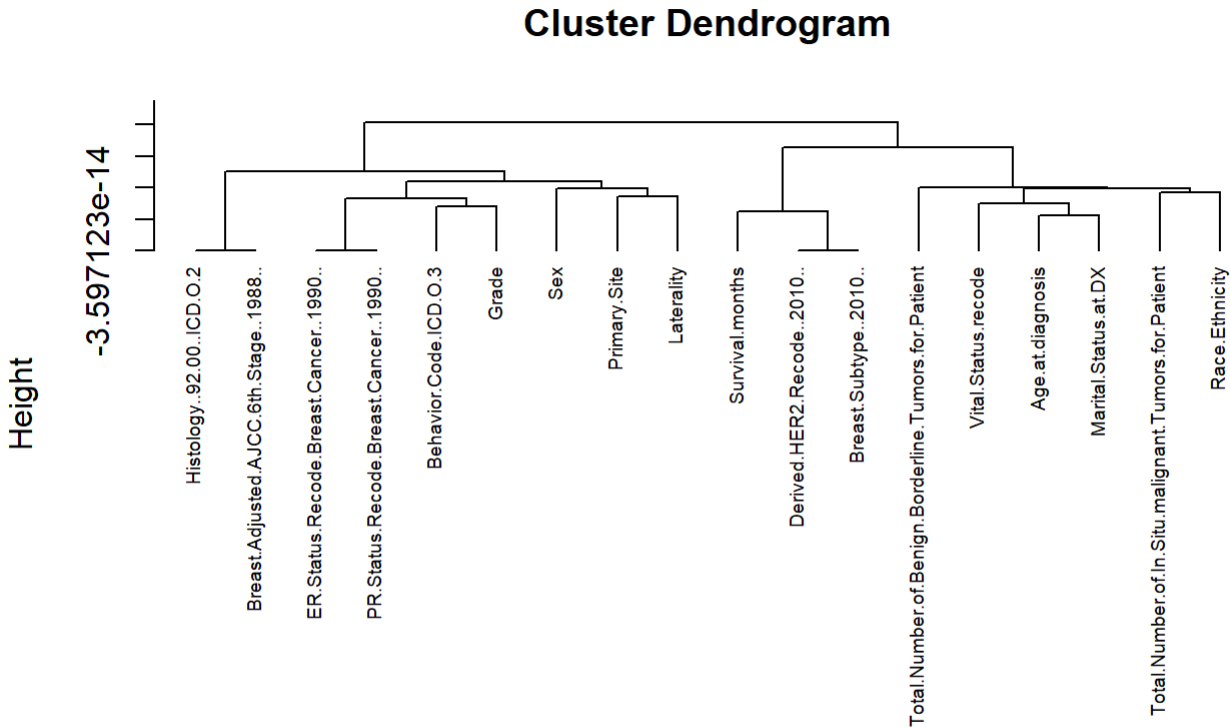 Cluster Dendrogram
Height
-3.597123e-14
Histology..92.00..ICD.O.2
Breast.Adjusted.AJCC.6th.Stage..1988..
ER.Status.Recode.Breast.Cancer..1990..
PR.Status.Recode.Breast.Cancer..1990..
Behavior.Code.ICD.O.3
Grade
Sex
Primary.Site
Laterality
Survival.months
Derived.HER2.Recode..2010..
Breast.Subtype..2010..
Total.Number.of.Benign.Borderline.Tumors.for.Patient
Vital.Status.recode
Age.at.diagnosis
Marital.Status.at.DX
Total.Number.of.In.Situ.malignant.Tumors.for.Patient
Race.Ethnicity